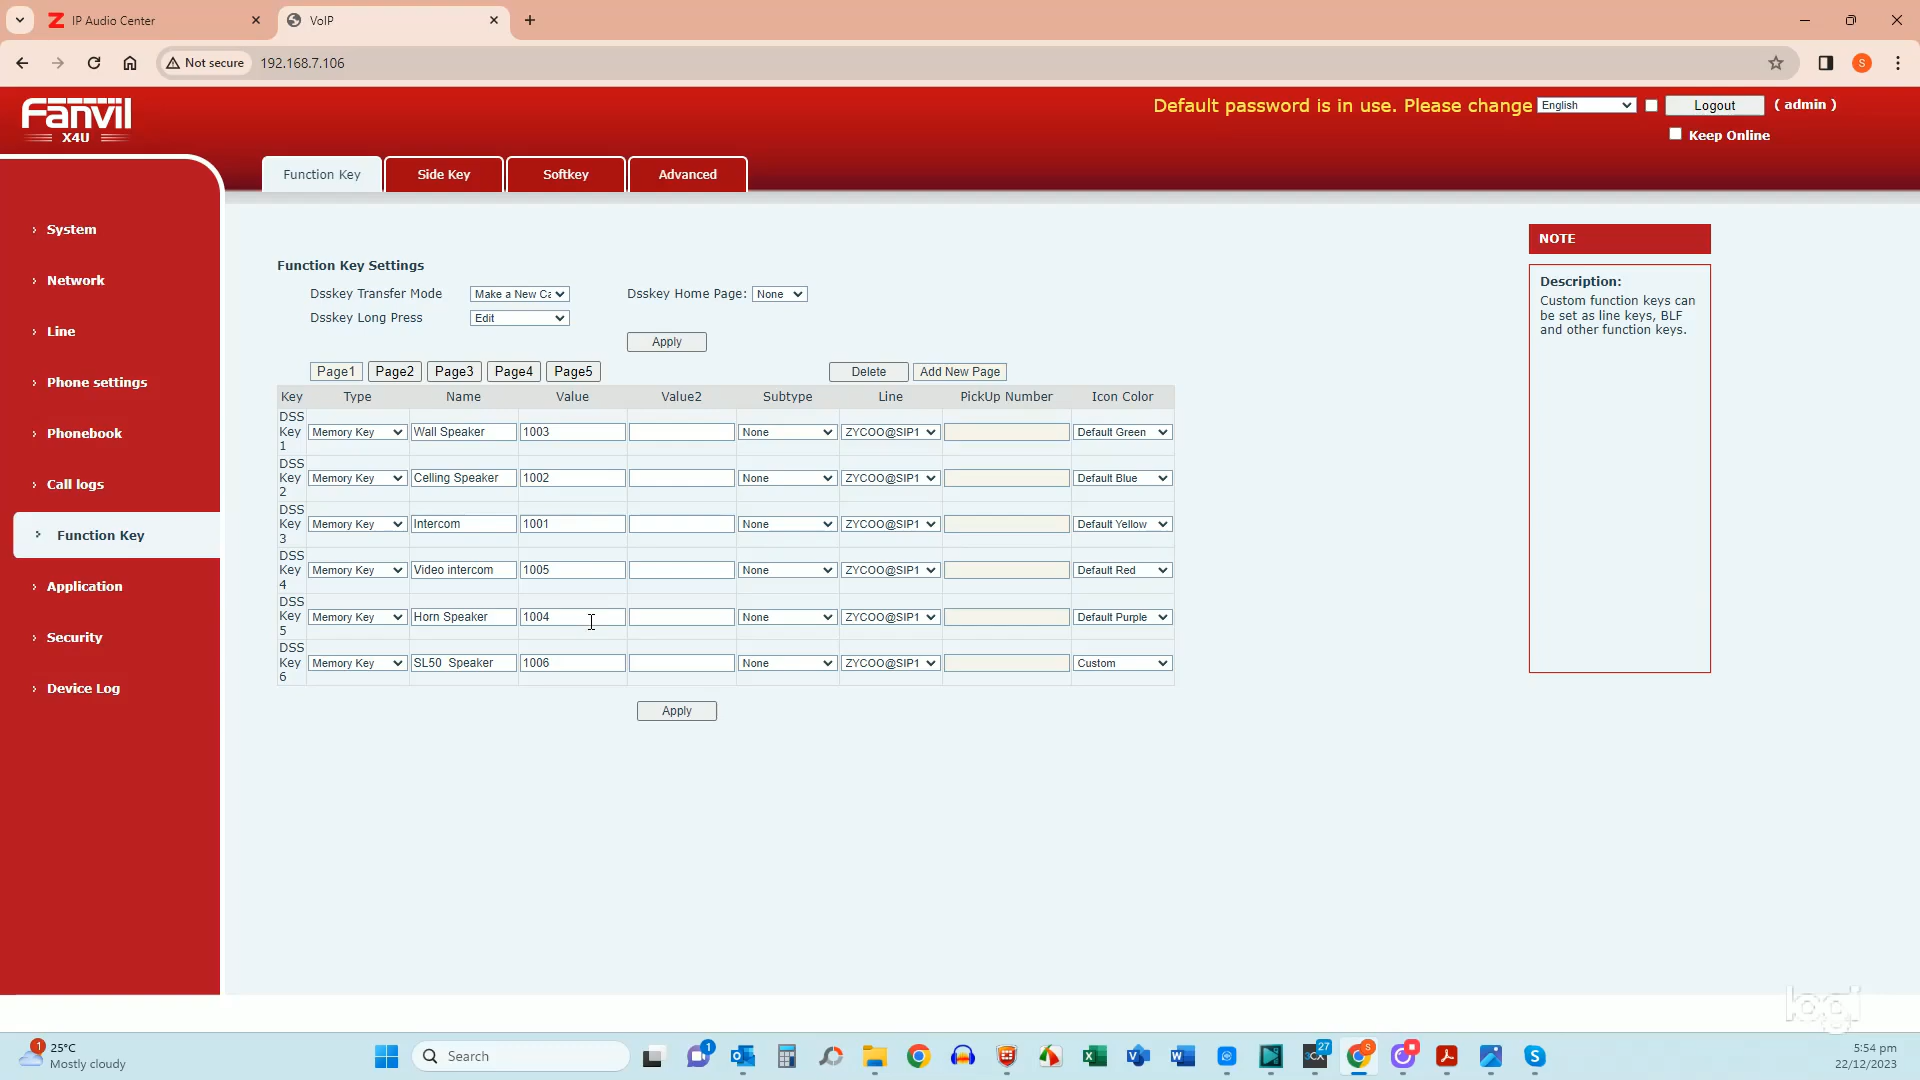 IP Audio Center
VoIP
Not secure
192.168.7.106
Fanvil
X4U
Default password is in use. Please change
English
Logout
( admin )
Keep Online
Function Key
Side Key
Softkey
Advanced
System
Network
Line
Phone settings
Phonebook
Call logs
Function Key
Application
Security
Device Log
Function Key Settings
Dsskey Transfer Mode Make a New Ca Dsskey Home Page: None
Dsskey Long Press Edit
Apply
Page1 Page2 Page3 Page4 Page5 Delete Add New Page
Key Type Name Value Value2 Subtype Line PickUp Number Icon Color
DSS Key 1 Memory Key Wall Speaker 1003 None ZYCOO@SIP1 Default Green
DSS Key 2 Memory Key Celling Speaker 1002 None ZYCOO@SIP1 Default Blue
DSS Key 3 Memory Key Intercom 1001 None ZYCOO@SIP1 Default Yellow
DSS Key 4 Memory Key Video intercom 1005 None ZYCOO@SIP1 Default Red
DSS Key 5 Memory Key Horn Speaker 1004 None ZYCOO@SIP1 Default Purple
DSS Key 6 Memory Key SL50  Speaker 1006 None ZYCOO@SIP1 Custom
Apply
NOTE
Description:
Custom function keys can
be set as line keys, BLF
and other function keys.
logi
1
25°C
Mostly cloudy
Search
1
27
3CX
S
5:54 pm
22/12/2023